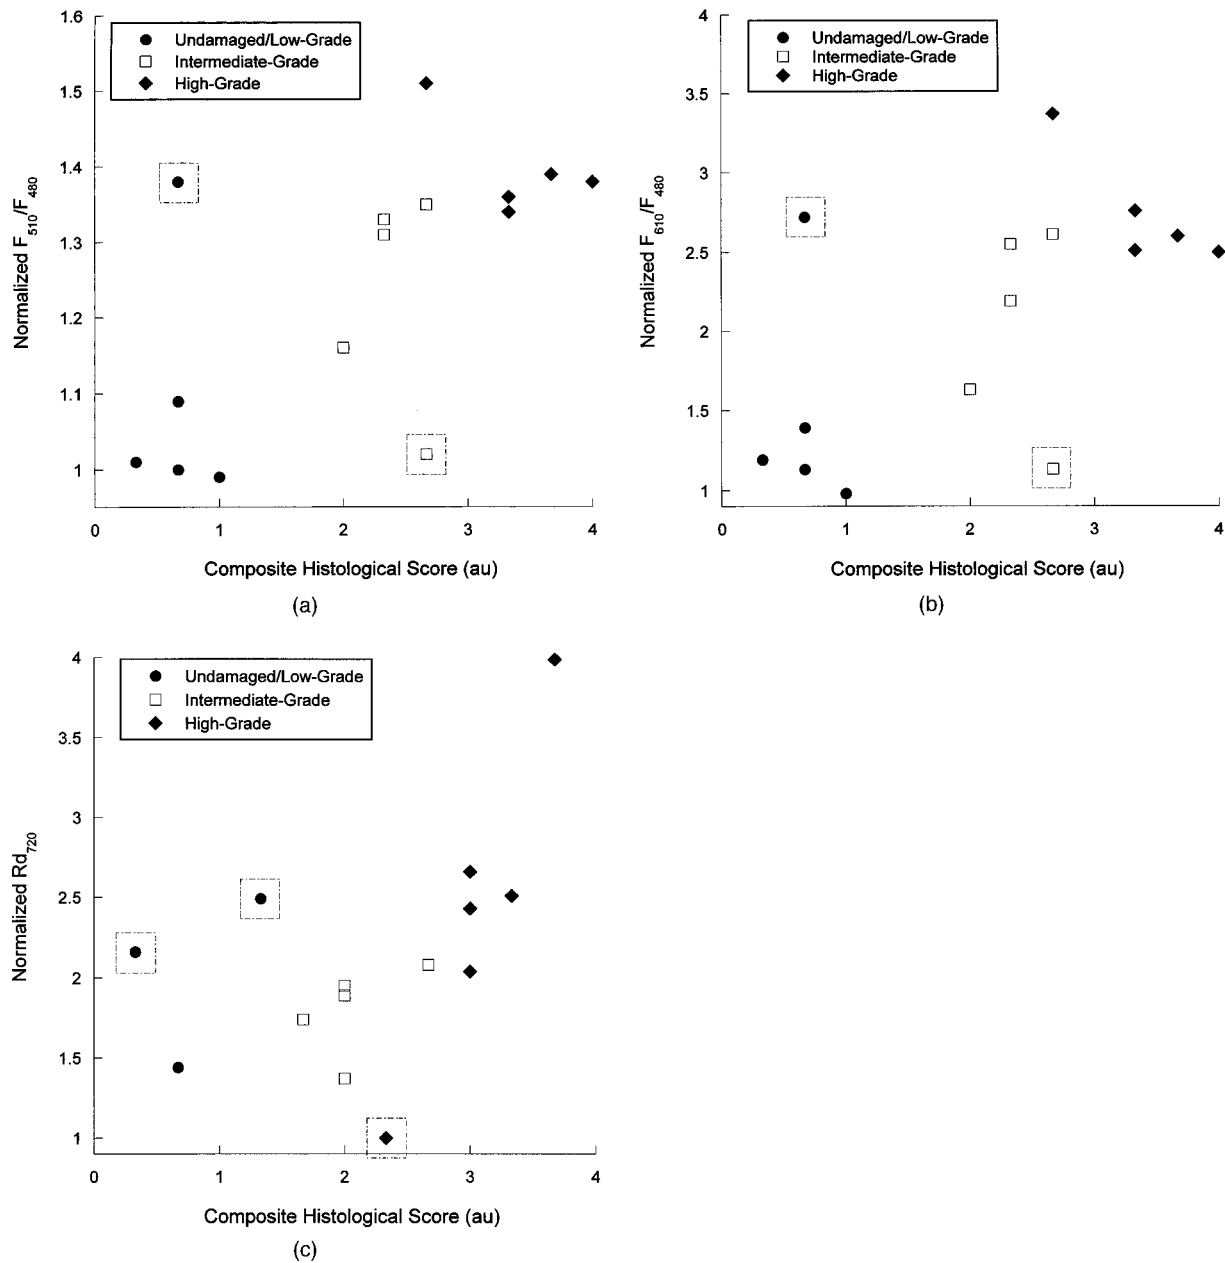 1.6
1.5
1.4
1.3
1.2
1.1
1
Normalized F510/F480
Undamaged/Low-Grade
Intermediate-Grade
High-Grade
0 1 2 3 4
Composite Histological Score (au)
(a)
4
3.5
3
2.5
2
1.5
1
Normalized F610/F480
Undamaged/Low-Grade
Intermediate-Grade
High-Grade
0 1 2 3 4
Composite Histological Score (au)
(b)
4
3.5
3
2.5
2
1.5
1
Normalized Rd720
Undamaged/Low-Grade
Intermediate-Grade
High-Grade
0 1 2 3 4
Composite Histological Score (au)
(c)